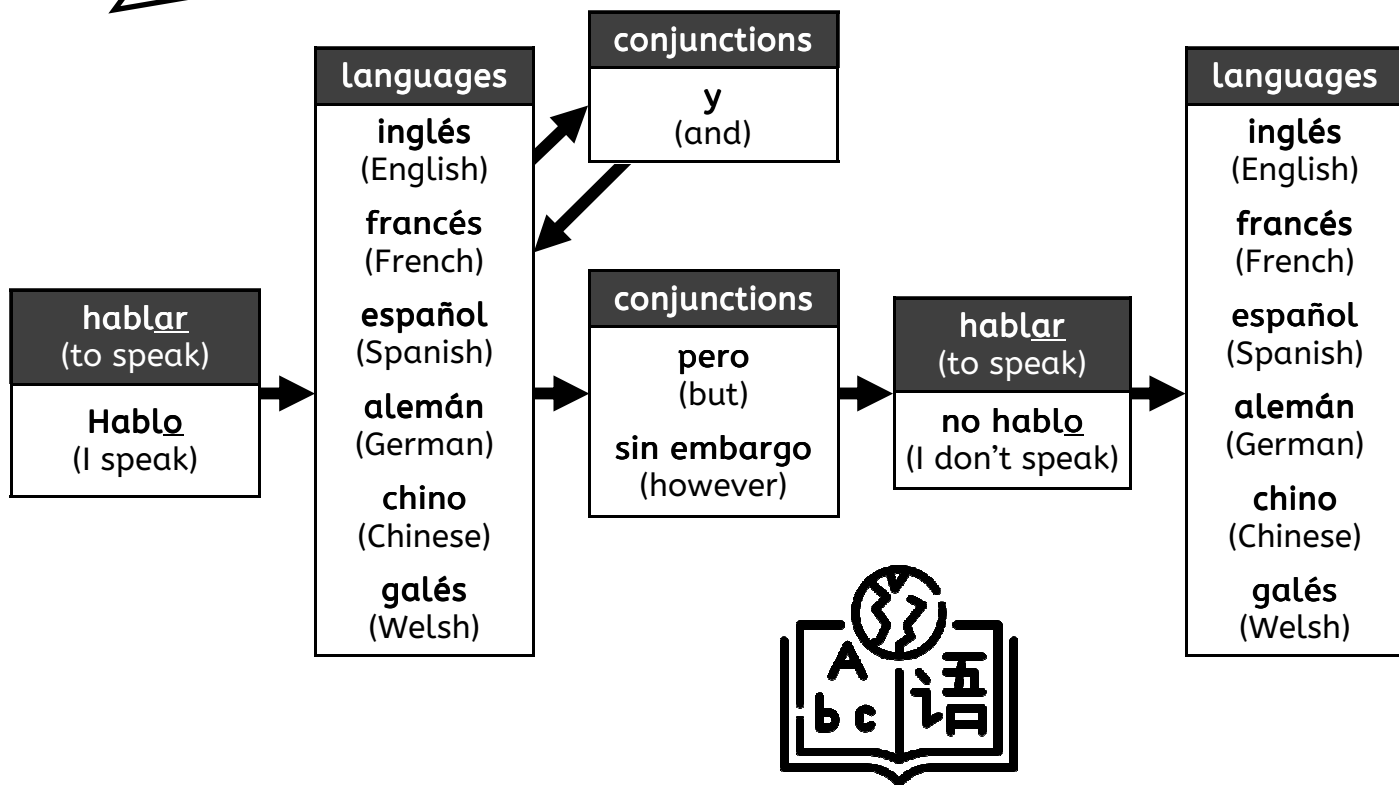 hablar
(to speak)
Hablo
(I speak)
languages
inglés
(English)
francés
(French)
español
(Spanish)
alemán
(German)
chino
(Chinese)
galés
(Welsh)
conjunctions
y
(and)
conjunctions
pero
(but)
sin embargo
(however)
hablar
(to speak)
no hablo
(I don't speak)
languages
inglés
(English)
francés
(French)
español
(Spanish)
alemán
(German)
chino
(Chinese)
galés
(Welsh)
A
b c
语